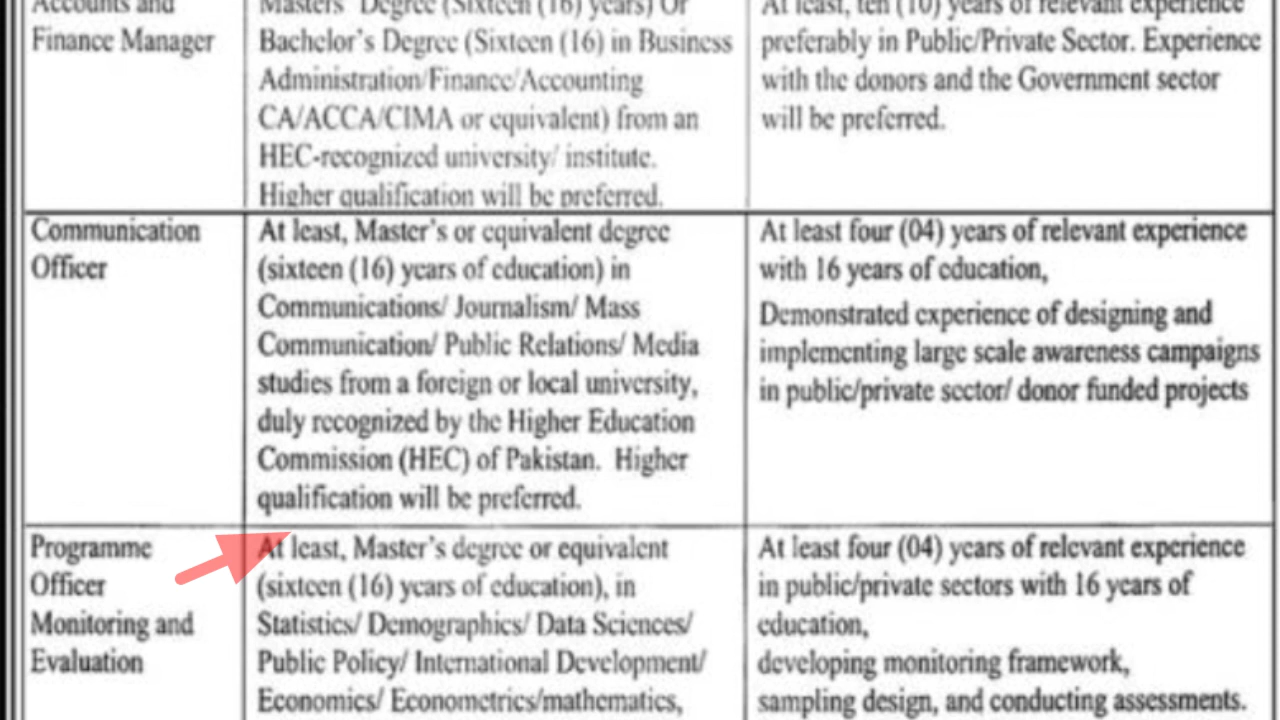 Accounts and
Finance Manager
Masters' Degree (Sixteen (16) years) Or
Bachelor's Degree (Sixteen (16) in Business
Administration/Finance/Accounting
CA/ACCA/CIMA or equivalent) from an
HEC-recognized university/ institute.
Higher qualification will be preferred.
At least, ten (10) years of relevant experience
preferably in Public/Private Sector. Experience
with the donors and the Government sector
will be preferred.
Communication
Officer
At least, Master's or equivalent degree
(sixteen (16) years of education) in
Communications/ Journalism/ Mass
Communication/ Public Relations/ Media
studies from a foreign or local university,
duly recognized by the Higher Education
Commission (HEC) of Pakistan. Higher
qualification will be preferred.
At least four (04) years of relevant experience
with 16 years of education,
Demonstrated experience of designing and
implementing large scale awareness campaigns
in public/private sector/ donor funded projects
Programme
Officer
Monitoring and
Evaluation
At least, Master's degree or equivalent
(sixteen (16) years of education), in
Statistics/ Demographics/ Data Sciences/
Public Policy/ International Development/
Economics/ Econometrics/mathematics,
At least four (04) years of relevant experience
in public/private sectors with 16 years of
education,
developing monitoring framework,
sampling design, and conducting assessments.